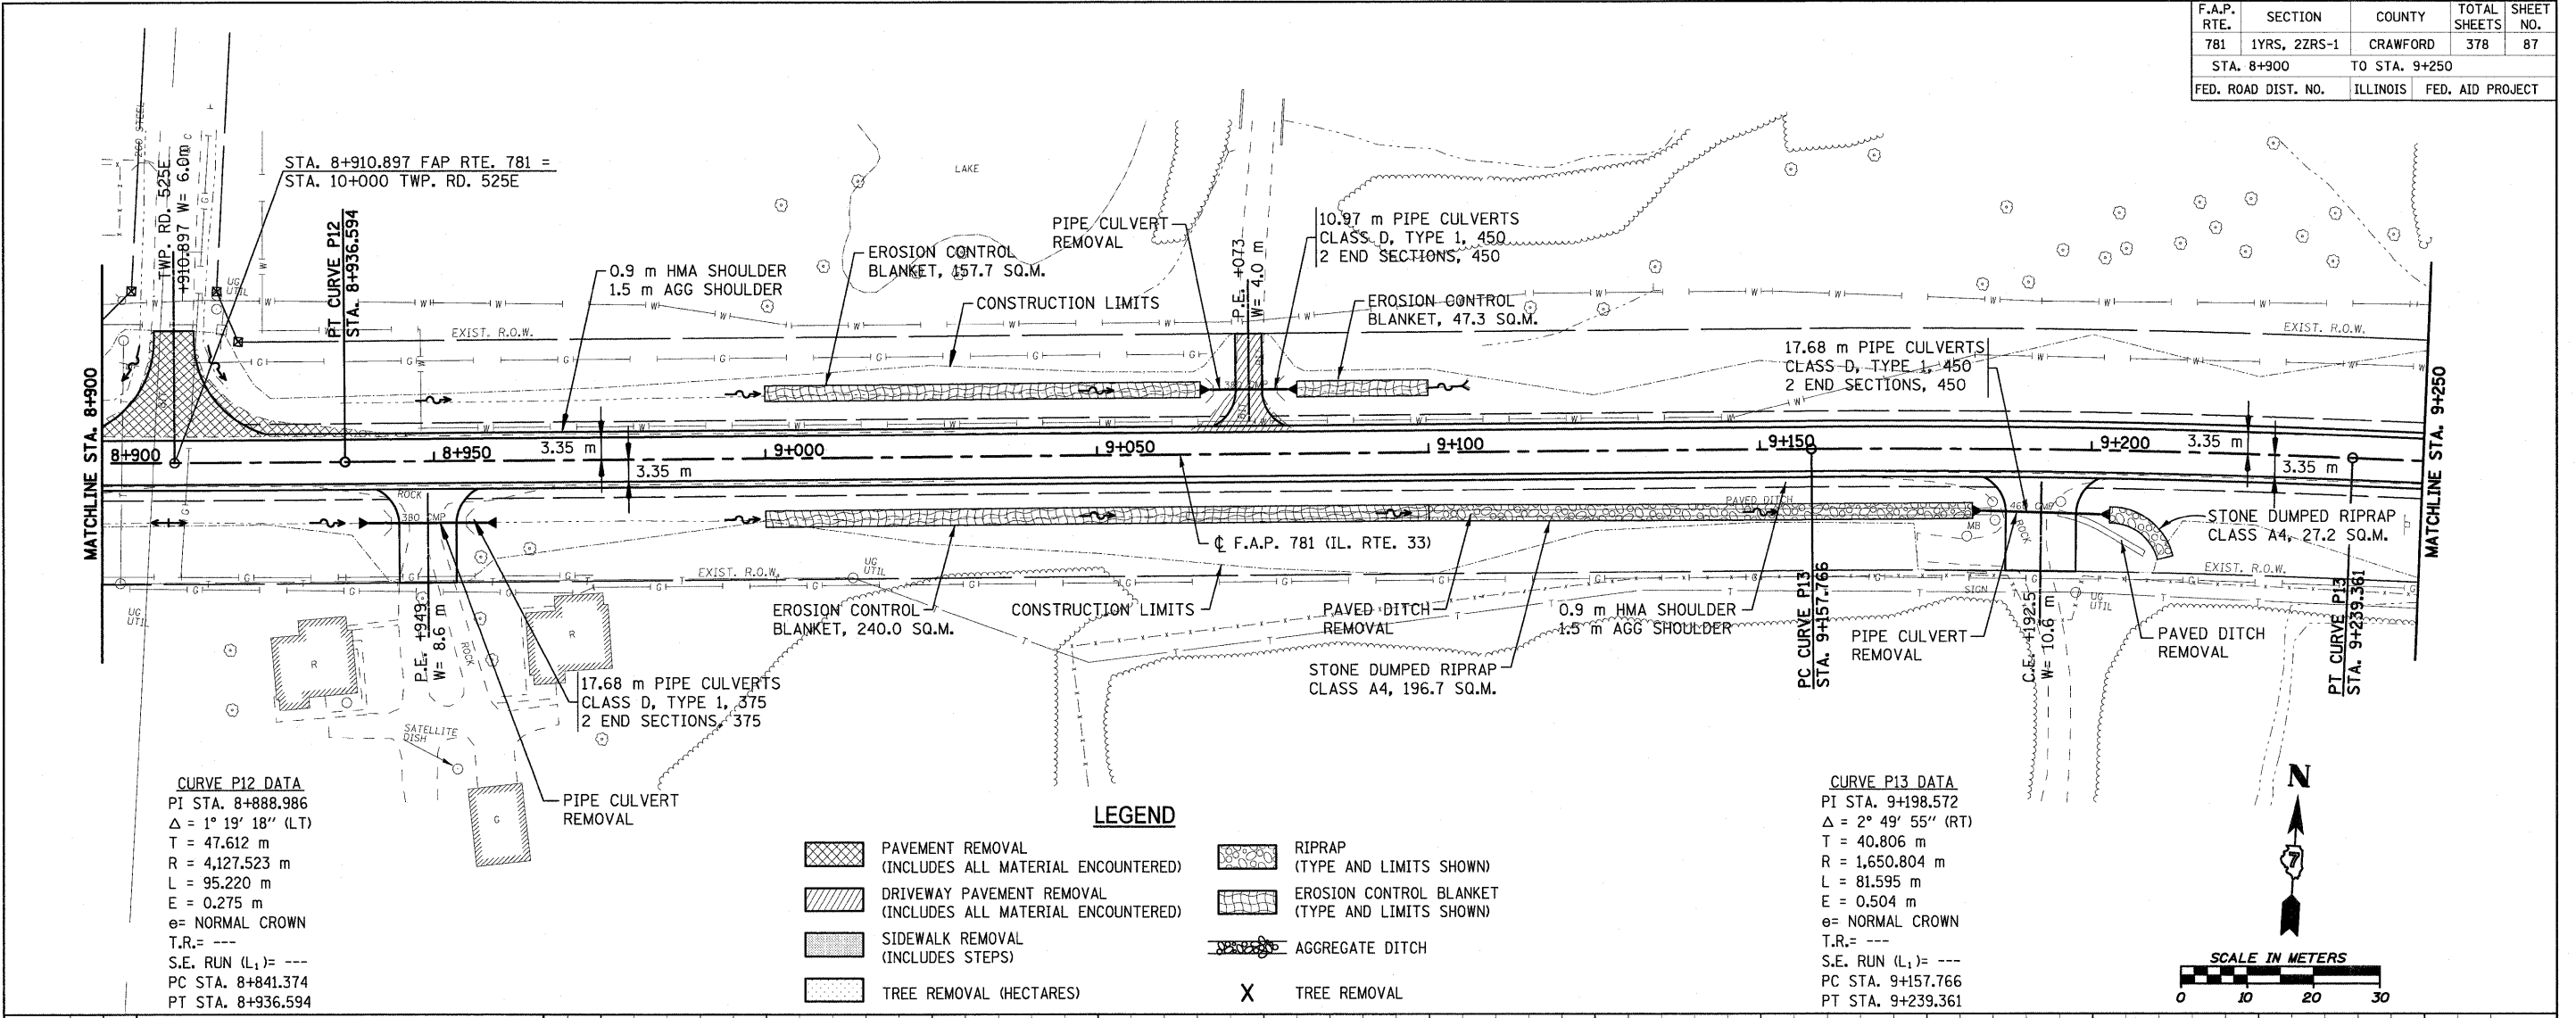 F.A.P. RTE. SECTION COUNTY TOTAL SHEETS SHEET NO.
781 1YRS, 2ZRS-1 CRAWFORD 378 87
STA. 8+900 TO STA. 9+250
FED. ROAD DIST. NO. ILLINOIS FED. AID PROJECT
MATCHLINE STA. 8+900
TWP. RD. 525E
+910.897 W= 6.0m
STA. 8+910.897 FAP RTE. 781 =
STA. 10+000 TWP. RD. 525E
UG
UTIL
PT CURVE P12
STA. 8+936.594
EXIST. R.O.W.
0.9 m HMA SHOULDER
1.5 m AGG SHOULDER
EROSION CONTROL
BLANKET, 157.7 SQ.M.
LAKE
CONSTRUCTION LIMITS
PIPE CULVERT
REMOVAL
P.E. +073
W= 4.0 m
10.97 m PIPE CULVERTS
CLASS D, TYPE 1, 450
2 END SECTIONS, 450
EROSION CONTROL
BLANKET, 47.3 SQ.M.
17.68 m PIPE CULVERTS
CLASS D, TYPE 1, 450
2 END SECTIONS, 450
EXIST. R.O.W.
MATCHLINE STA. 9+250
8+900
8+950
3.35 m
3.35 m
9+000
9+050
9+100
9+150
9+200
3.35 m
3.35 m
ROCK
380 CMP
PAVED DITCH
MB
ROCK
STONE DUMPED RIPRAP
CLASS A4, 27.2 SQ.M.
℄ F.A.P. 781 (IL. RTE. 33)
EXIST. R.O.W.
UG
UTIL
EXIST. R.O.W.
UG
UTIL
SIGN
UG
UTIL
P.E. +949
W= 8.6 m
ROCK
R
R
EROSION CONTROL
BLANKET, 240.0 SQ.M.
CONSTRUCTION LIMITS
PAVED DITCH
REMOVAL
0.9 m HMA SHOULDER
1.5 m AGG SHOULDER
PC CURVE P13
STA. 9+157.766
PIPE CULVERT
REMOVAL
C.E. +192.5
W= 10.6 m
PAVED DITCH
REMOVAL
PT CURVE P13
STA. 9+239.361
STONE DUMPED RIPRAP
CLASS A4, 196.7 SQ.M.
17.68 m PIPE CULVERTS
CLASS D, TYPE 1, 375
2 END SECTIONS, 375
SATELLITE
DISH
G
PIPE CULVERT
REMOVAL
CURVE P12 DATA
PI STA. 8+888.986
Δ = 1° 19' 18" (LT)
T = 47.612 m
R = 4,127.523 m
L = 95.220 m
E = 0.275 m
e= NORMAL CROWN
T.R.= ---
S.E. RUN (L₁)= ---
PC STA. 8+841.374
PT STA. 8+936.594
LEGEND
PAVEMENT REMOVAL
(INCLUDES ALL MATERIAL ENCOUNTERED)
DRIVEWAY PAVEMENT REMOVAL
(INCLUDES ALL MATERIAL ENCOUNTERED)
SIDEWALK REMOVAL
(INCLUDES STEPS)
TREE REMOVAL (HECTARES)
RIPRAP
(TYPE AND LIMITS SHOWN)
EROSION CONTROL BLANKET
(TYPE AND LIMITS SHOWN)
AGGREGATE DITCH
X TREE REMOVAL
CURVE P13 DATA
PI STA. 9+198.572
Δ = 2° 49' 55" (RT)
T = 40.806 m
R = 1,650.804 m
L = 81.595 m
E = 0.504 m
e= NORMAL CROWN
T.R.= ---
S.E. RUN (L₁)= ---
PC STA. 9+157.766
PT STA. 9+239.361
N
7
SCALE IN METERS
0 10 20 30